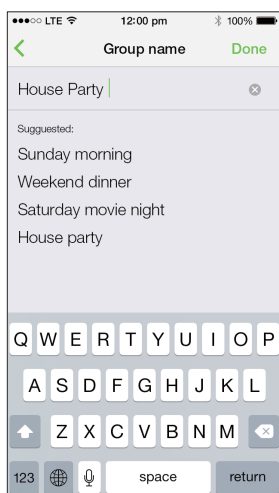 LTE 12:00 pm 100%
Group name Done
House Party
Sugguested:
Sunday morning
Weekend dinner
Saturday movie night
House party
Q W E R T Y U I O P
A S D F G H J K L
Z X C V B N M
123 space return